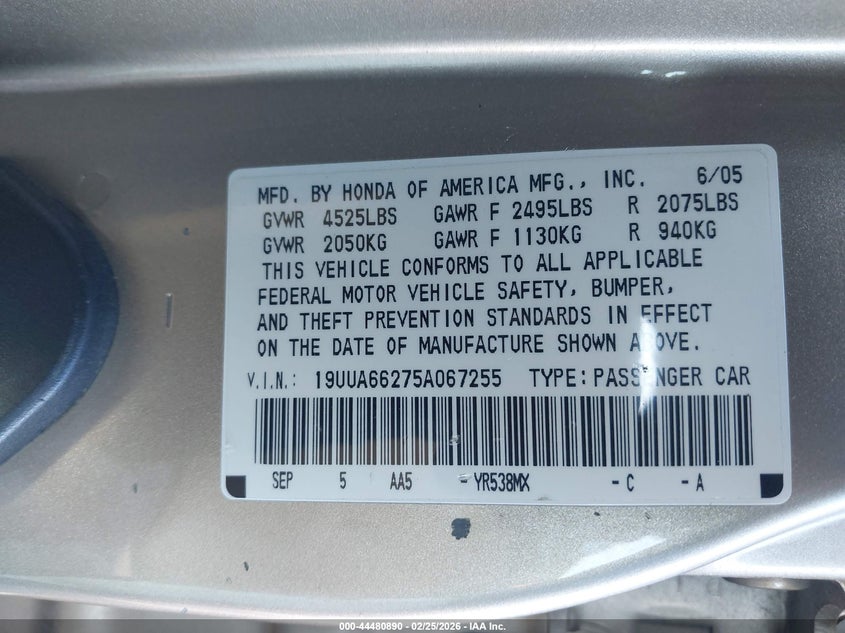 MFD. BY HONDA OF AMERICA MFG., INC. 6/05
GVWR 4525LBS GAWR F 2495LBS R 2075LBS
GVWR 2050KG GAWR F 1130KG R 940KG
THIS VEHICLE CONFORMS TO ALL APPLICABLE
FEDERAL MOTOR VEHICLE SAFETY, BUMPER,
AND THEFT PREVENTION STANDARDS IN EFFECT
ON THE DATE OF MANUFACTURE SHOWN ABOVE.
V.I.N.: 19UUA66275A067255 TYPE: PASSENGER CAR
SEP 5 AA5 -YR538MX -C -A
000-44480890 - 02/25/2026 - IAA Inc.